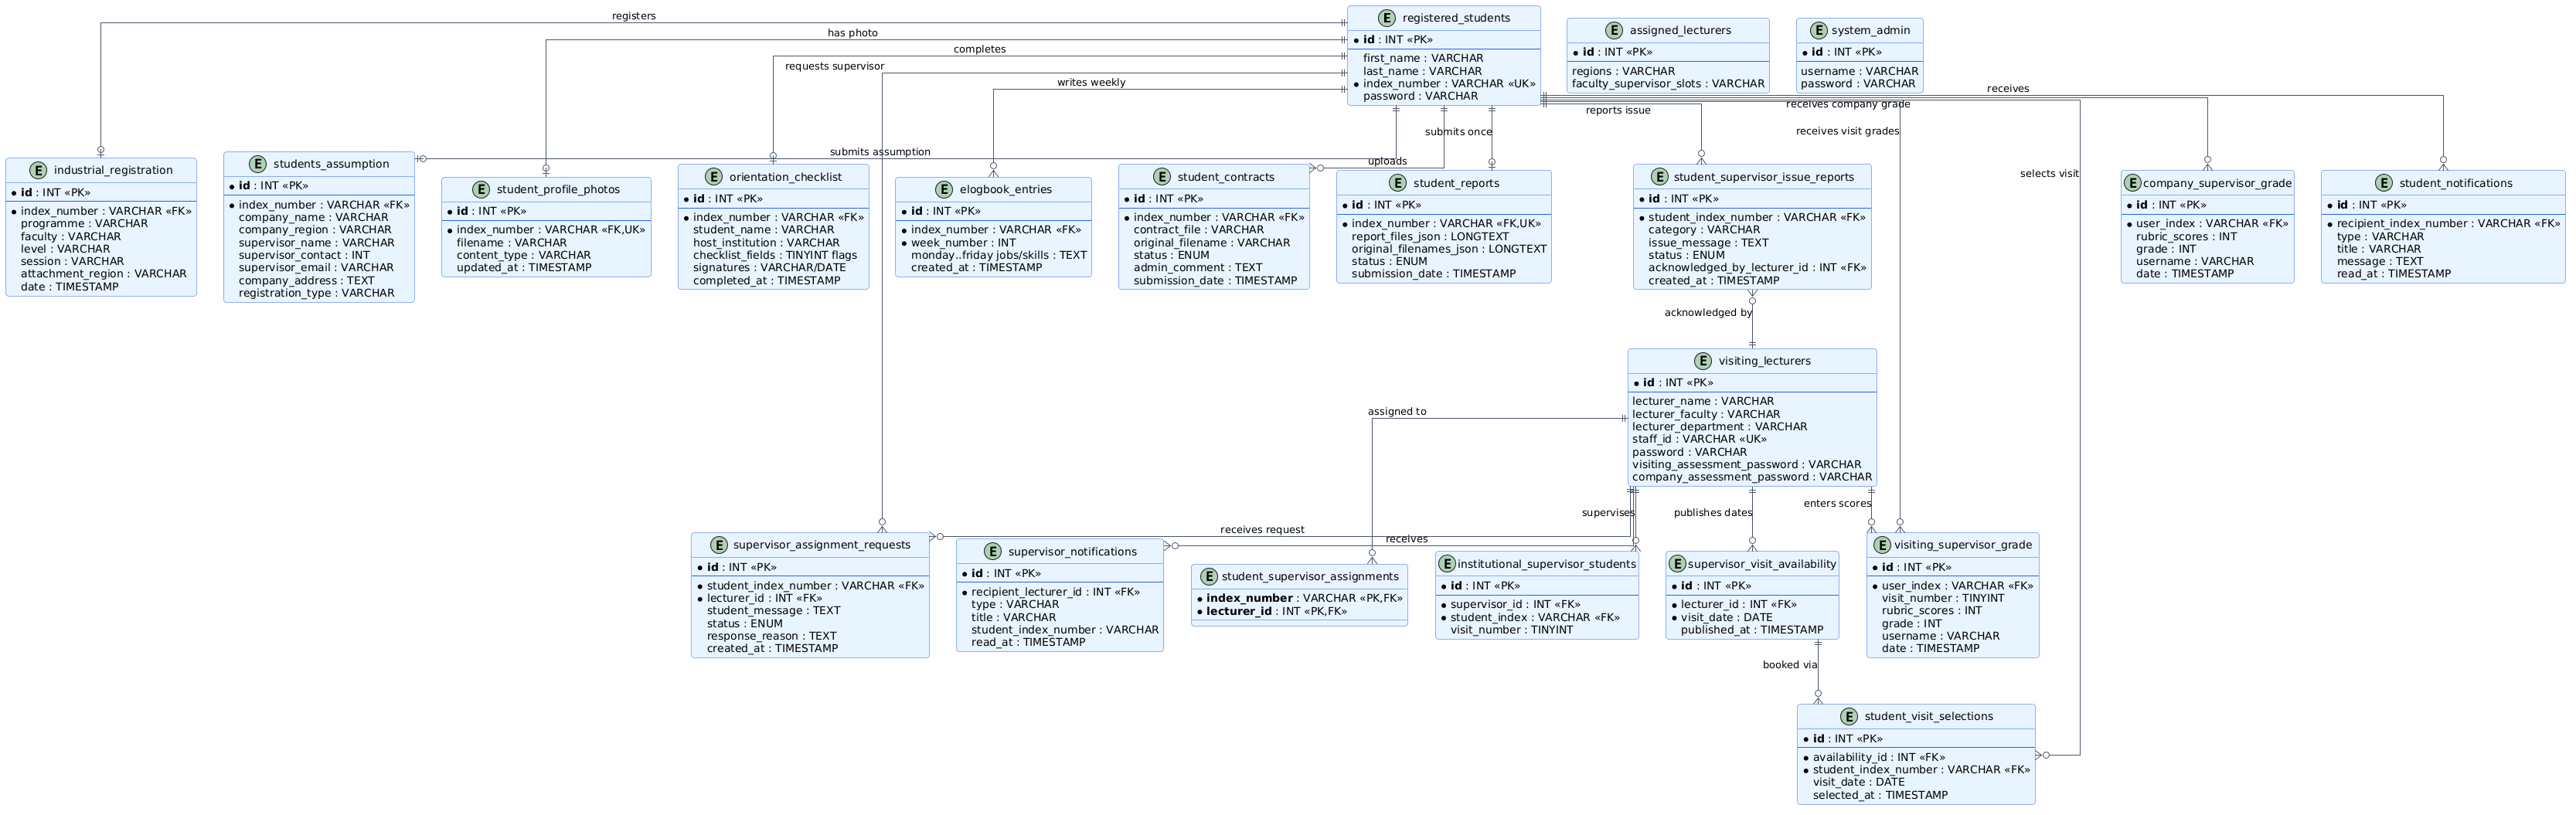 registers
has photo
completes
requests supervisor
writes weekly
E registered_students
* id : INT «PK»
first_name : VARCHAR
last_name : VARCHAR
* index_number : VARCHAR «UK»
password : VARCHAR
E assigned_lecturers
* id : INT «PK»
regions : VARCHAR
faculty_supervisor_slots : VARCHAR
E system_admin
* id : INT «PK»
username : VARCHAR
password : VARCHAR
receives
receives company grade
reports issue
receives visit grades
submits once
submits assumption
uploads
selects visit
E industrial_registration
* id : INT «PK»
* index_number : VARCHAR «FK»
programme : VARCHAR
faculty : VARCHAR
level : VARCHAR
session : VARCHAR
attachment_region : VARCHAR
date : TIMESTAMP
E students_assumption
* id : INT «PK»
* index_number : VARCHAR «FK»
company_name : VARCHAR
company_region : VARCHAR
supervisor_name : VARCHAR
supervisor_contact : INT
supervisor_email : VARCHAR
company_address : TEXT
registration_type : VARCHAR
E student_profile_photos
* id : INT «PK»
* index_number : VARCHAR «FK,UK»
filename : VARCHAR
content_type : VARCHAR
updated_at : TIMESTAMP
E orientation_checklist
* id : INT «PK»
* index_number : VARCHAR «FK»
student_name : VARCHAR
host_institution : VARCHAR
checklist_fields : TINYINT flags
signatures : VARCHAR/DATE
completed_at : TIMESTAMP
E elogbook_entries
* id : INT «PK»
* index_number : VARCHAR «FK»
* week_number : INT
monday..friday jobs/skills : TEXT
created_at : TIMESTAMP
E student_contracts
* id : INT «PK»
* index_number : VARCHAR «FK»
contract_file : VARCHAR
original_filename : VARCHAR
status : ENUM
admin_comment : TEXT
submission_date : TIMESTAMP
E student_reports
* id : INT «PK»
* index_number : VARCHAR «FK,UK»
report_files_json : LONGTEXT
original_filenames_json : LONGTEXT
status : ENUM
submission_date : TIMESTAMP
E student_supervisor_issue_reports
* id : INT «PK»
* student_index_number : VARCHAR «FK»
category : VARCHAR
issue_message : TEXT
status : ENUM
acknowledged_by_lecturer_id : INT «FK»
created_at : TIMESTAMP
E company_supervisor_grade
* id : INT «PK»
* user_index : VARCHAR «FK»
rubric_scores : INT
grade : INT
username : VARCHAR
date : TIMESTAMP
E student_notifications
* id : INT «PK»
* recipient_index_number : VARCHAR «FK»
type : VARCHAR
title : VARCHAR
message : TEXT
read_at : TIMESTAMP
acknowledged by
E visiting_lecturers
* id : INT «PK»
lecturer_name : VARCHAR
lecturer_faculty : VARCHAR
lecturer_department : VARCHAR
staff_id : VARCHAR «UK»
password : VARCHAR
visiting_assessment_password : VARCHAR
company_assessment_password : VARCHAR
assigned to
enters scores
supervises
publishes dates
receives request
receives
E supervisor_assignment_requests
* id : INT «PK»
* student_index_number : VARCHAR «FK»
* lecturer_id : INT «FK»
student_message : TEXT
status : ENUM
response_reason : TEXT
created_at : TIMESTAMP
E supervisor_notifications
* id : INT «PK»
* recipient_lecturer_id : INT «FK»
type : VARCHAR
title : VARCHAR
student_index_number : VARCHAR
read_at : TIMESTAMP
E student_supervisor_assignments
* index_number : VARCHAR «PK,FK»
* lecturer_id : INT «PK,FK»
E institutional_supervisor_students
* id : INT «PK»
* supervisor_id : INT «FK»
* student_index : VARCHAR «FK»
visit_number : TINYINT
E supervisor_visit_availability
* id : INT «PK»
* lecturer_id : INT «FK»
* visit_date : DATE
published_at : TIMESTAMP
E visiting_supervisor_grade
* id : INT «PK»
* user_index : VARCHAR «FK»
visit_number : TINYINT
rubric_scores : INT
grade : INT
username : VARCHAR
date : TIMESTAMP
booked via
E student_visit_selections
* id : INT «PK»
* availability_id : INT «FK»
* student_index_number : VARCHAR «FK»
visit_date : DATE
selected_at : TIMESTAMP